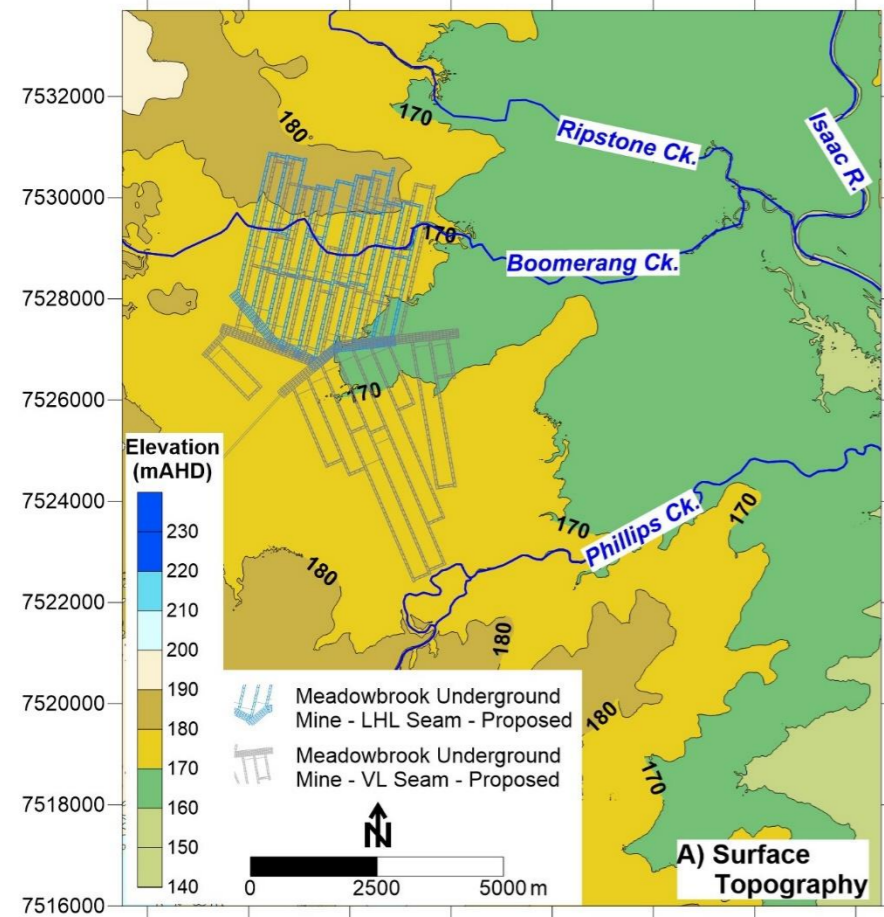 7532000
7530000
7528000
7526000
7524000
7522000
7520000
7518000
7516000
170
180
Ripstone Ck.
Isaac R.
170
Boomerang Ck.
170
Elevation
(mAHD)
230
220
210
200
190
180
170
160
150
140
170
Phillips Ck.
170
180
180
180
170
Meadowbrook Underground
Mine - LHL Seam - Proposed
Meadowbrook Underground
Mine - VL Seam - Proposed
N
0 2500 5000 m
A) Surface
Topography